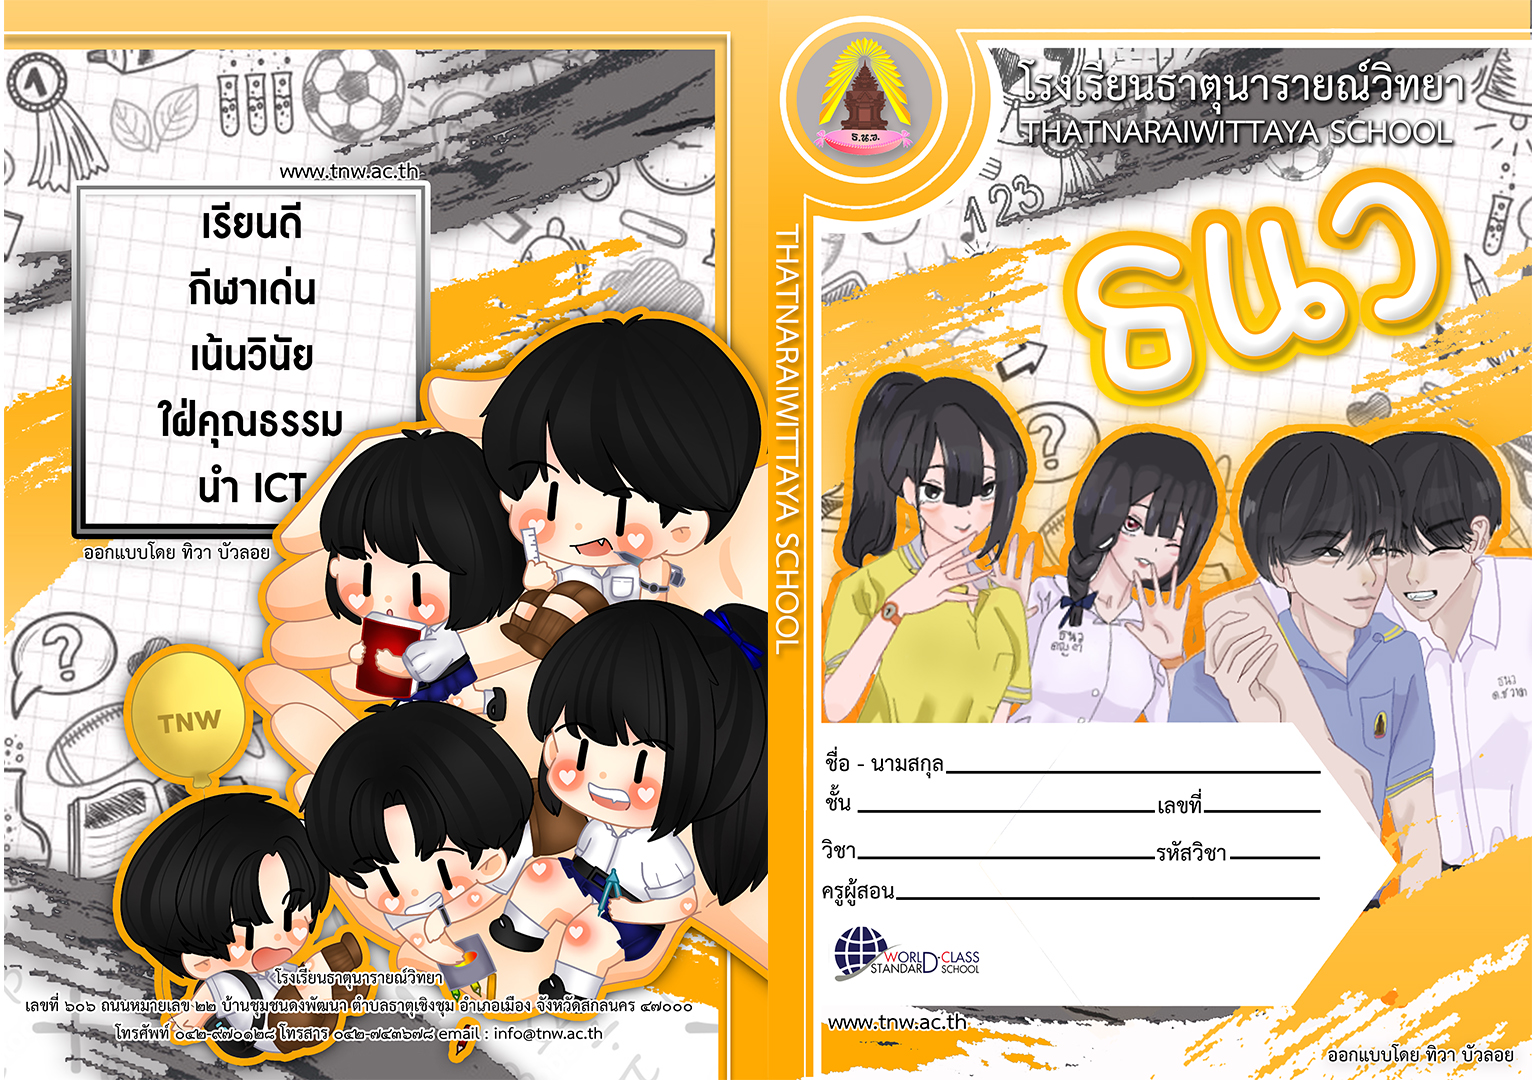 www.tnw.ac.th
เรียนดี
กีฬาเด่น
เน้นวินัย
ใฝ่คุณธรรม
นำ ICT
ออกแบบโดย ทิวา บัวลอย
TNW
โรงเรียนธาตุนารายณ์วิทยา
เลขที่ ๖๐๖ ถนนหมายเลข ๒๒ บ้านชุมชนดงพัฒนา ตำบลธาตุเชิงชุม อำเภอเมือง จังหวัดสกลนคร ๔๗๐๐๐
โทรศัพท์ ๐๔๒-๙๗๐๑๒๘ โทรสาร ๐๔๒-๗๔๓๖๗๘ email : info@tnw.ac.th
THATNARAIWITTAYA SCHOOL
ธ.น.ว.
โรงเรียนธาตุนารายณ์วิทยา
THATNARAIWITTAYA SCHOOL
123
ธนว
ธนว
ธนว
ชื่อ - นามสกุล
ชั้น เลขที่
วิชา รหัสวิชา
ครูผู้สอน
WORLD-CLASS
STANDARD SCHOOL
www.tnw.ac.th
ออกแบบโดย ทิวา บัวลอย